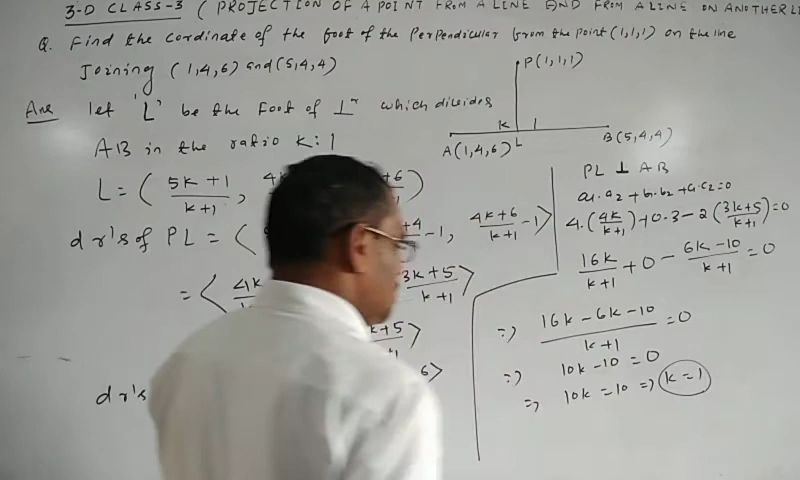 3-D CLASS-3 ( PROJECTION OF A POINT FROM A LINE AND FROM A LINE ON ANOTHER LI
Q. Find the cordinate of the foot of the Perpendicular from the point (1,1,1) on the line
Joining (1,4,6) and (5,4,4)
Ans let 'L' be the Foot of ⊥r which divides
AB in the ratio K:1
L = ( 5K+1/K+1, 4K +6 )
dr's of PL = < +4 -1, 4K+6/K+1 -1 >
= < 4K 3K+5/K+1 >
K+5 >
dr's 6 >
P(1,1,1)
K 1
A(1,4,6) L B(5,4,4)
PL ⊥ AB
a1.a2 + b1.b2 + c1.c2 = 0
4.(4K/K+1) + 0.3 - 2(3K+5/K+1) = 0
16K/K+1 + 0 - 6K-10/K+1 = 0
=> 16K-6K-10/K+1 = 0
=> 10K-10 = 0
=> 10K = 10 => K = 1